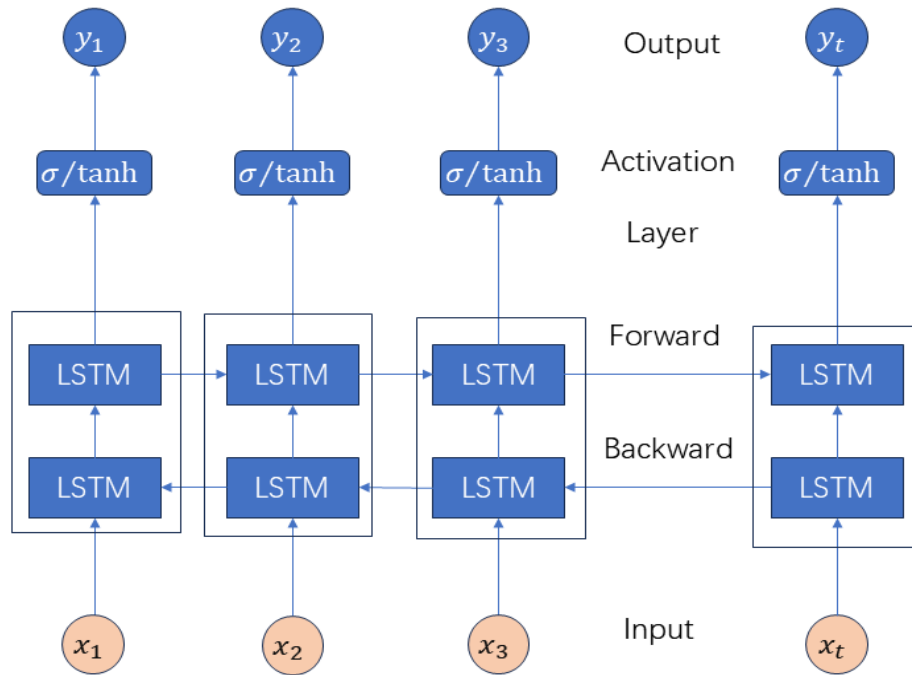 y₁ y₂ y₃ Output yₜ
σ/tanh σ/tanh σ/tanh Activation σ/tanh
Layer
Forward
LSTM LSTM LSTM LSTM
Backward
LSTM LSTM LSTM LSTM
x₁ x₂ x₃ Input xₜ